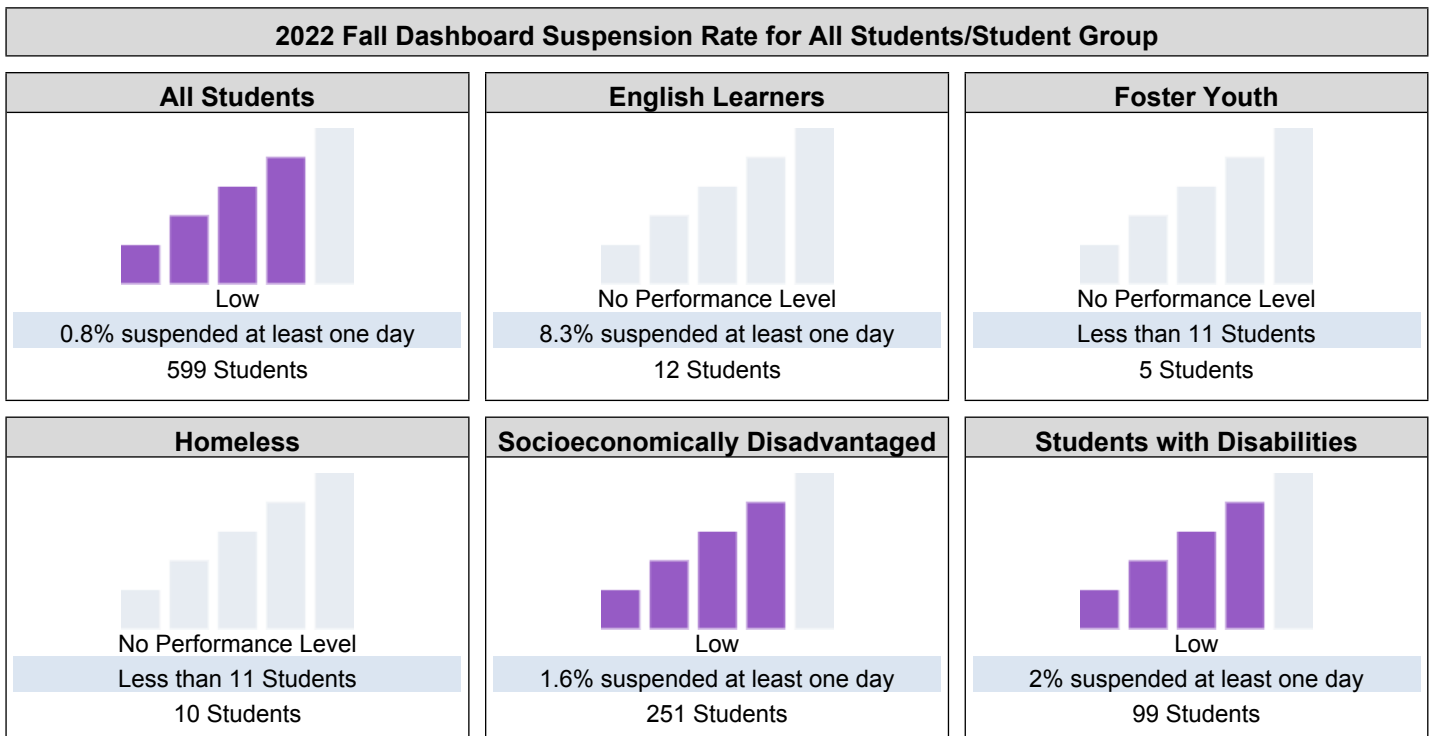 2022 Fall Dashboard Suspension Rate for All Students/Student Group
All Students
Low
0.8% suspended at least one day
599 Students
English Learners
No Performance Level
8.3% suspended at least one day
12 Students
Foster Youth
No Performance Level
Less than 11 Students
5 Students
Homeless
No Performance Level
Less than 11 Students
10 Students
Socioeconomically Disadvantaged
Low
1.6% suspended at least one day
251 Students
Students with Disabilities
Low
2% suspended at least one day
99 Students